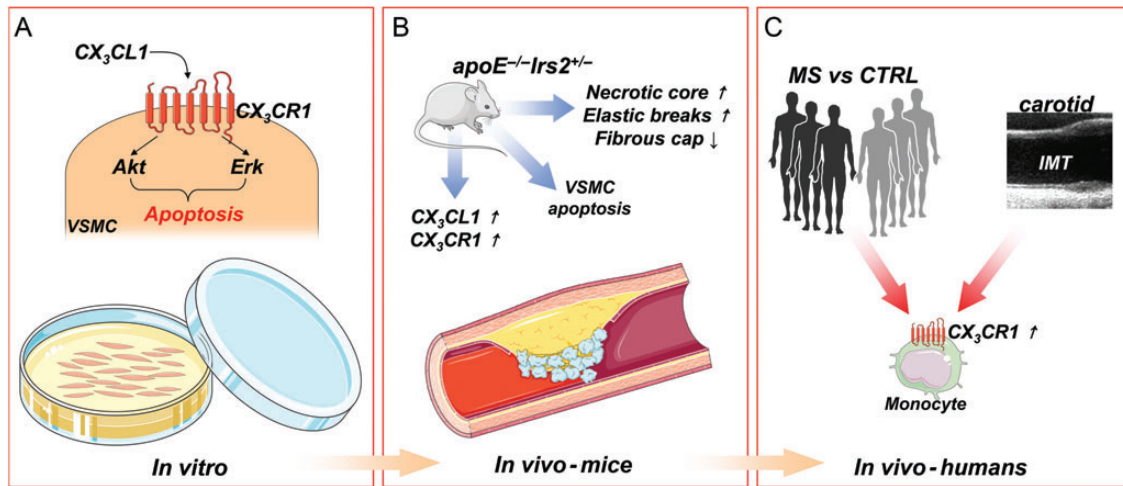 A
CX₃CL1
CX₃CR1
Akt
Erk
Apoptosis
VSMC
In vitro
B
apoE⁻/⁻Irs2⁺/⁻
Necrotic core ↑
Elastic breaks ↑
Fibrous cap ↓
VSMC
apoptosis
CX₃CL1 ↑
CX₃CR1 ↑
In vivo - mice
C
MS vs CTRL
carotid
IMT
CX₃CR1 ↑
Monocyte
In vivo - humans